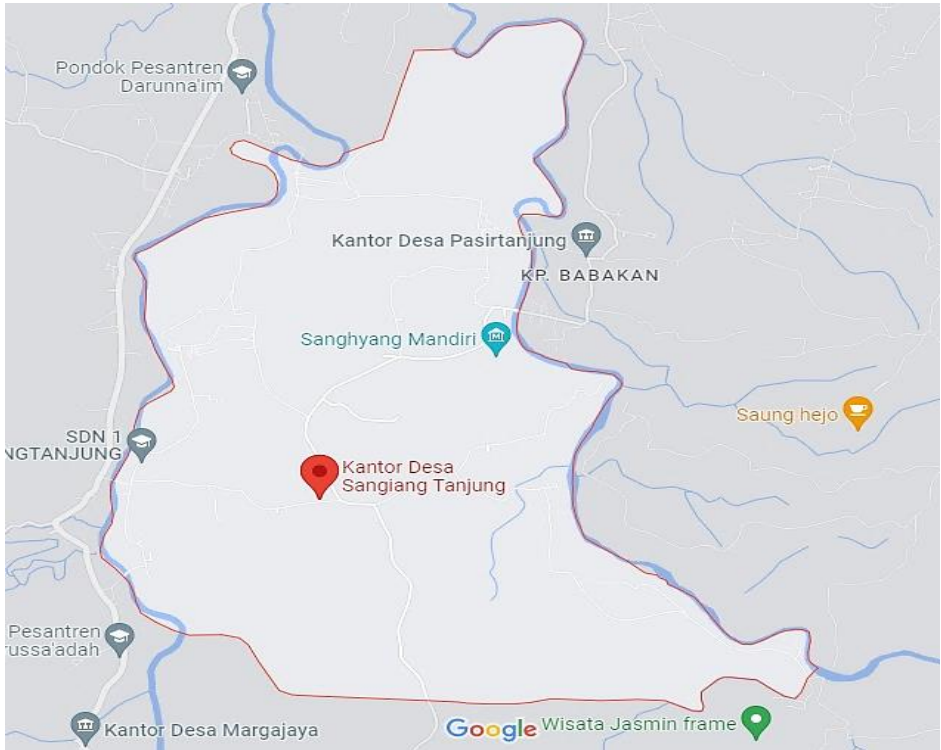 Pondok Pesantren
Darunna'im
Kantor Desa Pasirtanjung
KP. BABAKAN
Sanghyang Mandiri
Saung hejo
SDN 1
NGTANJUNG
Kantor Desa
Sangiang Tanjung
Pesantren
russa'adah
Kantor Desa Margajaya
Google
Wisata Jasmin frame